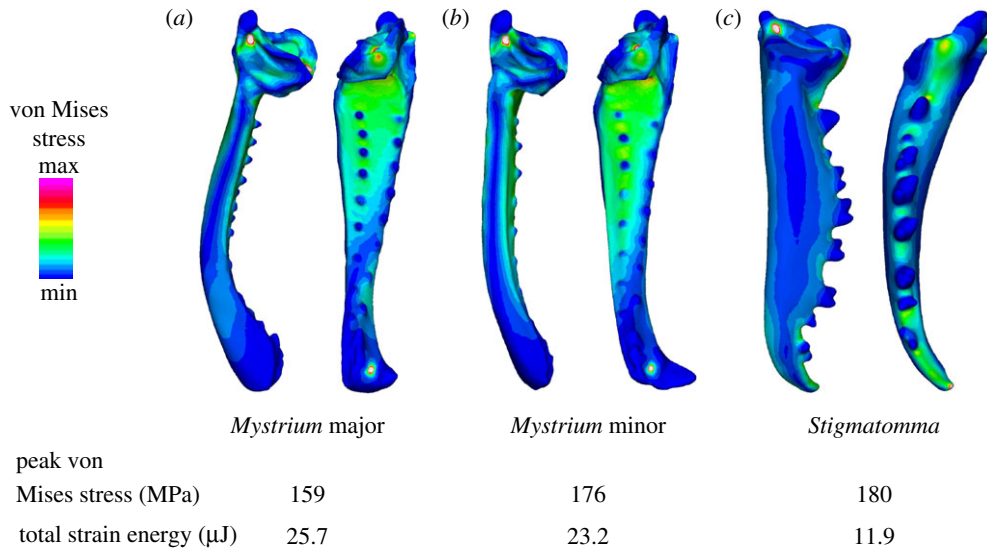 (a)
(b)
(c)
von Mises
stress
max
min
Mystrium major
Mystrium minor
Stigmatomma
peak von
Mises stress (MPa) 159 176 180
total strain energy (µJ) 25.7 23.2 11.9